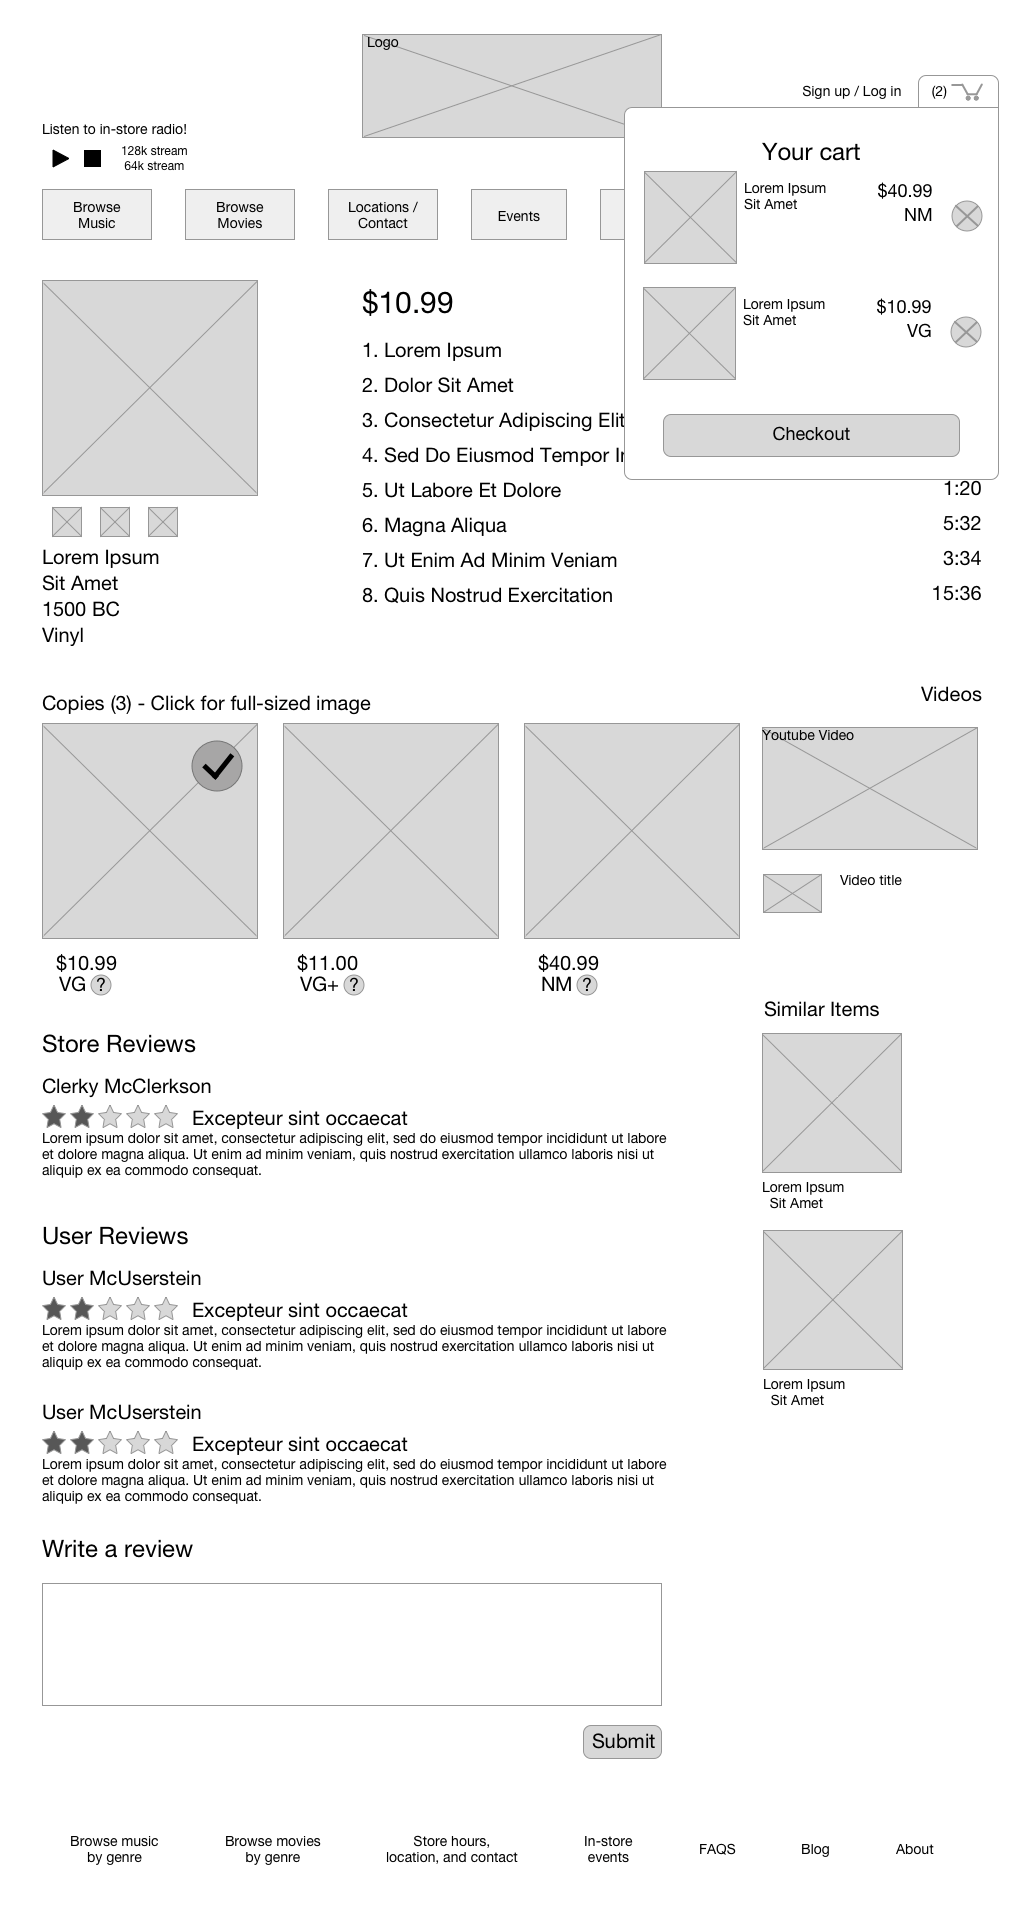 Logo
Sign up / Log in
(2)
Listen to in-store radio!
128k stream
64k stream
Your cart
Lorem Ipsum
Sit Amet
$40.99
NM
Lorem Ipsum
Sit Amet
$10.99
VG
Checkout
Browse
Music
Browse
Movies
Locations /
Contact
Events
$10.99
1. Lorem Ipsum
2. Dolor Sit Amet
3. Consectetur Adipiscing Elit
4. Sed Do Eiusmod Tempor
5. Ut Labore Et Dolore 1:20
6. Magna Aliqua 5:32
7. Ut Enim Ad Minim Veniam 3:34
8. Quis Nostrud Exercitation 15:36
Lorem Ipsum
Sit Amet
1500 BC
Vinyl
Copies (3) - Click for full-sized image
$10.99
VG ?
$11.00
VG+ ?
$40.99
NM ?
Videos
Youtube Video
Video title
Similar Items
Lorem Ipsum
Sit Amet
Lorem Ipsum
Sit Amet
Store Reviews
Clerky McClerkson
Excepteur sint occaecat
Lorem ipsum dolor sit amet, consectetur adipiscing elit, sed do eiusmod tempor incididunt ut labore
et dolore magna aliqua. Ut enim ad minim veniam, quis nostrud exercitation ullamco laboris nisi ut
aliquip ex ea commodo consequat.
User Reviews
User McUserstein
Excepteur sint occaecat
Lorem ipsum dolor sit amet, consectetur adipiscing elit, sed do eiusmod tempor incididunt ut labore
et dolore magna aliqua. Ut enim ad minim veniam, quis nostrud exercitation ullamco laboris nisi ut
aliquip ex ea commodo consequat.
User McUserstein
Excepteur sint occaecat
Lorem ipsum dolor sit amet, consectetur adipiscing elit, sed do eiusmod tempor incididunt ut labore
et dolore magna aliqua. Ut enim ad minim veniam, quis nostrud exercitation ullamco laboris nisi ut
aliquip ex ea commodo consequat.
Write a review
Submit
Browse music
by genre
Browse movies
by genre
Store hours,
location, and contact
In-store
events
FAQS
Blog
About